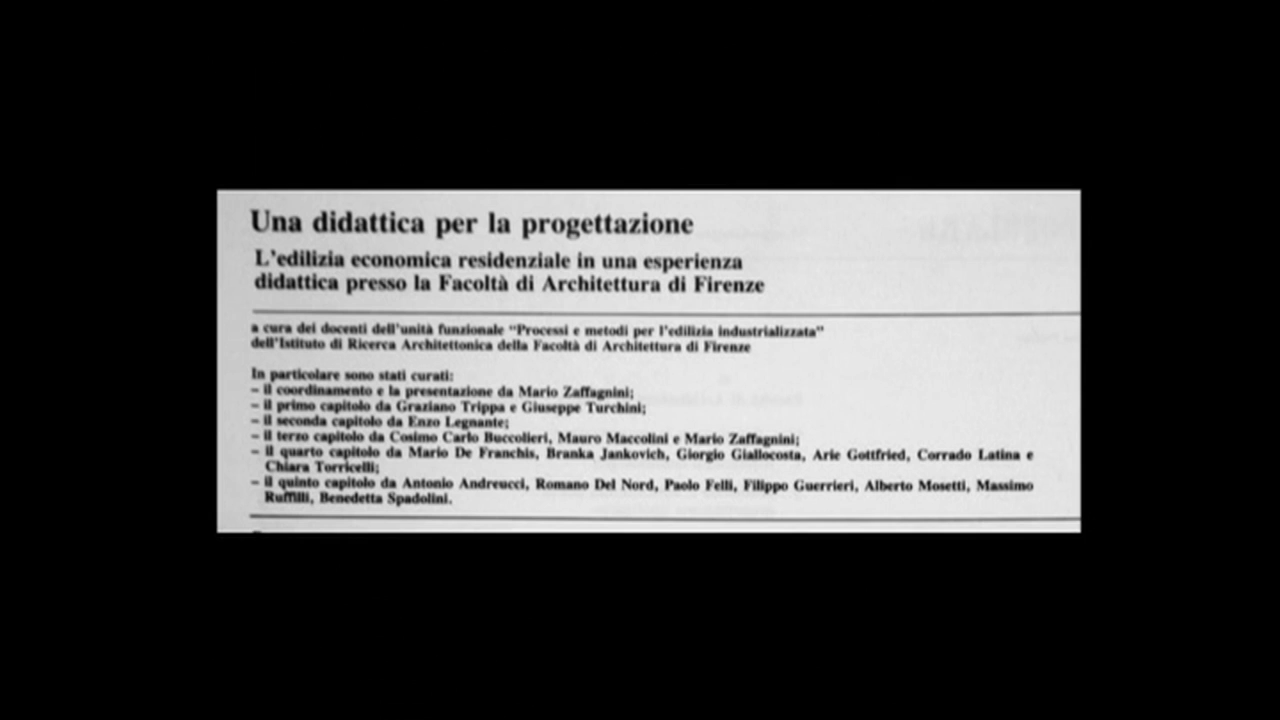 Una didattica per la progettazione
L'edilizia economica residenziale in una esperienza
didattica presso la Facoltà di Architettura di Firenze
a cura dei docenti dell'unità funzionale "Processi e metodi per l'edilizia industrializzata"
dell'Istituto di Ricerca Architettonica della Facoltà di Architettura di Firenze
In particolare sono stati curati:
– il coordinamento e la presentazione da Mario Zaffagnini;
– il primo capitolo da Graziano Trippa e Giuseppe Turchini;
– il seconda capitolo da Enzo Legnante;
– il terzo capitolo da Cosimo Carlo Buccolieri, Mauro Maccolini e Mario Zaffagnini;
– il quarto capitolo da Mario De Franchis, Branka Jankovich, Giorgio Giallocosta, Arie Gottfried, Corrado Latina e
Chiara Torricelli;
– il quinto capitolo da Antonio Andreucci, Romano Del Nord, Paolo Felli, Filippo Guerrieri, Alberto Mosetti, Massimo
Ruffilli, Benedetta Spadolini.